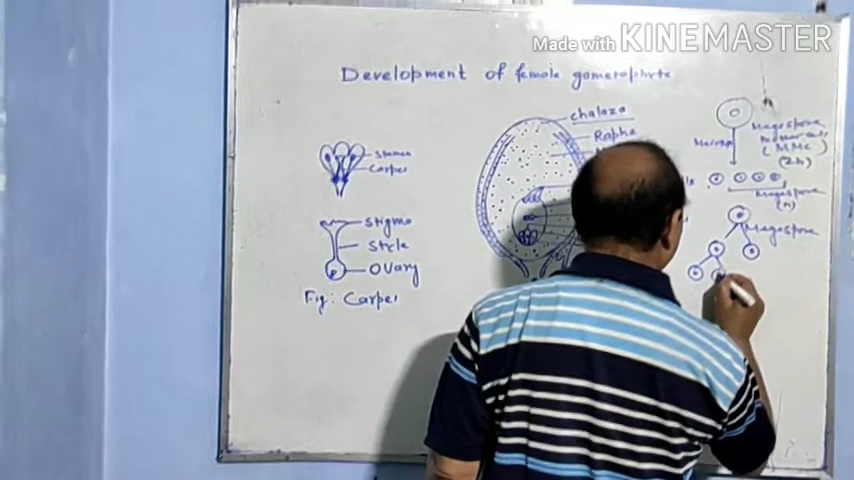 Made with KINEMASTER
Development of female gametophyte
Stamen
Carpel
Stigma
Style
Ovary
Fig: Carpel
Chalaza
Raphe
Meiosis
Megaspore
mother cell
(MMC)
(2n)
Megaspore
(n)
Megaspore